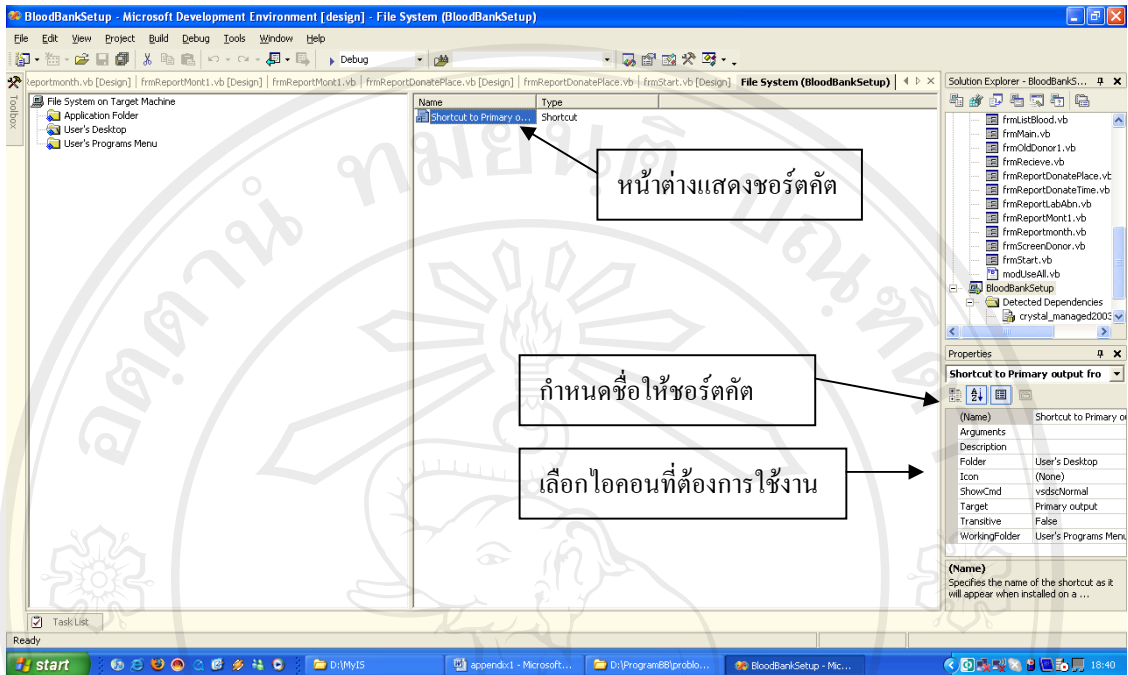 BloodBankSetup - Microsoft Development Environment [design] - File System (BloodBankSetup)
File Edit View Project Build Debug Tools Window Help
Debug
Reportmonth.vb [Design] frmReportMont1.vb [Design] frmReportMont1.vb frmReportDonatePlace.vb [Design] frmReportDonatePlace.vb frmStart.vb [Design] File System (BloodBankSetup)
Toolbox
File System on Target Machine
Application Folder
User's Desktop
User's Programs Menu
Name Type
Shortcut to Primary o... Shortcut
หน้าต่างแสดงชอร์ตคัต
กำหนดชื่อให้ชอร์ตคัต
เลือกไอคอนที่ต้องการใช้งาน
Solution Explorer - BloodBankS...
frmListBlood.vb
frmMain.vb
frmOldDonor1.vb
frmRecieve.vb
frmReportDonatePlace.vb
frmReportDonateTime.vb
frmReportLabAbn.vb
frmReportMont1.vb
frmReportmonth.vb
frmScreenDonor.vb
frmStart.vb
modUseAll.vb
BloodBankSetup
Detected Dependencies
crystal_managed2003
Properties
Shortcut to Primary output fro
(Name) Shortcut to Primary o
Arguments
Description
Folder User's Desktop
Icon (None)
ShowCmd vsdscNormal
Target Primary output
Transitive False
WorkingFolder User's Programs Menu
(Name)
Specifies the name of the shortcut as it
will appear when installed on a ...
Task List
Ready
start D:\MyIS appendx1 - Microsoft... D:\ProgramBB\problo... BloodBankSetup - Mic... 18:40